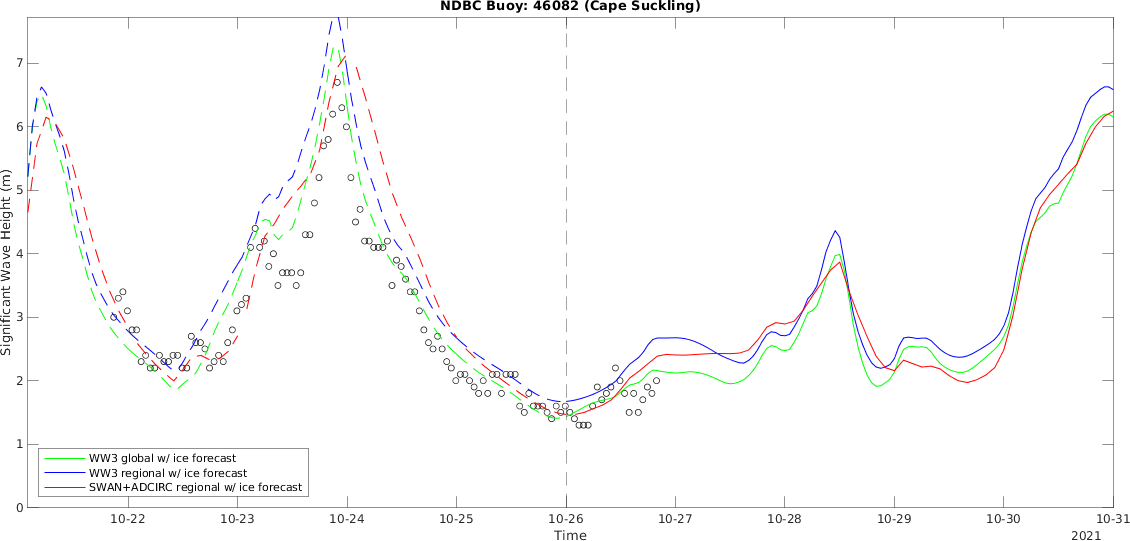 NDBC Buoy: 46082 (Cape Suckling)
Significant Wave Height (m)
7
6
5
4
3
2
1
0
WW3 global w/ ice forecast
WW3 regional w/ ice forecast
SWAN+ADCIRC regional w/ ice forecast
10-22 10-23 10-24 10-25 10-26 10-27 10-28 10-29 10-30 10-31
Time
2021